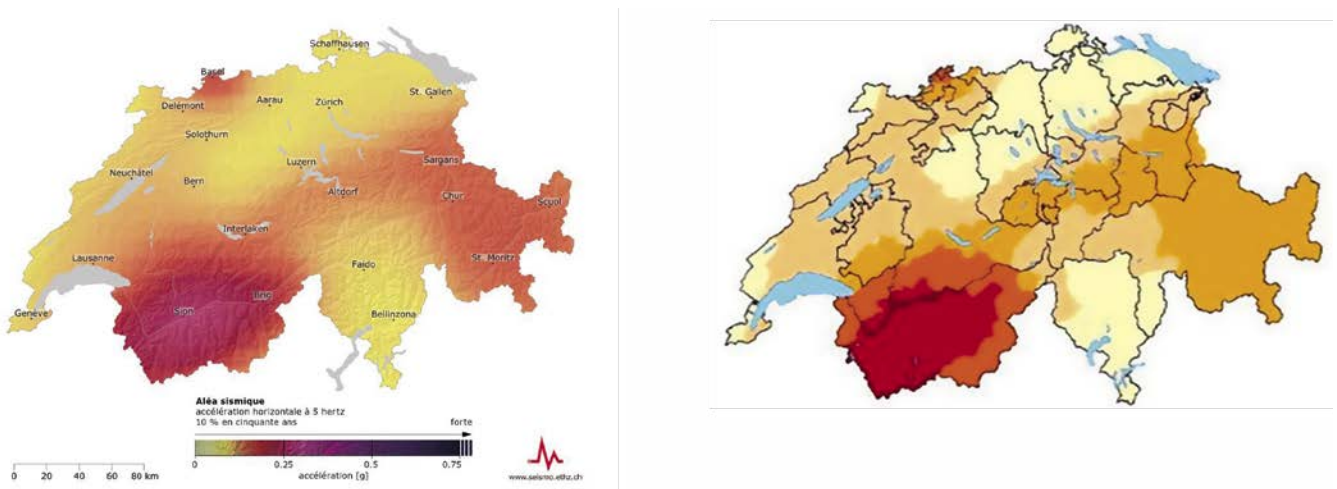 Schaffhausen
Basel
St. Gallen
Aarau
Zürich
Delémont
Solothurn
Luzern
Sargans
Neuchâtel
Bern
Altdorf
Chur
Scuol
Interlaken
Lausanne
Faido
St. Moritz
Brig
Sion
Genève
Bellinzona
Aléa sismique
accélération horizontale à 5 hertz
10 % en cinquante ans
forte
0 0,25 0,5 0,75
accélération [g]
0 20 40 60 80 km
www.seismo.ethz.ch